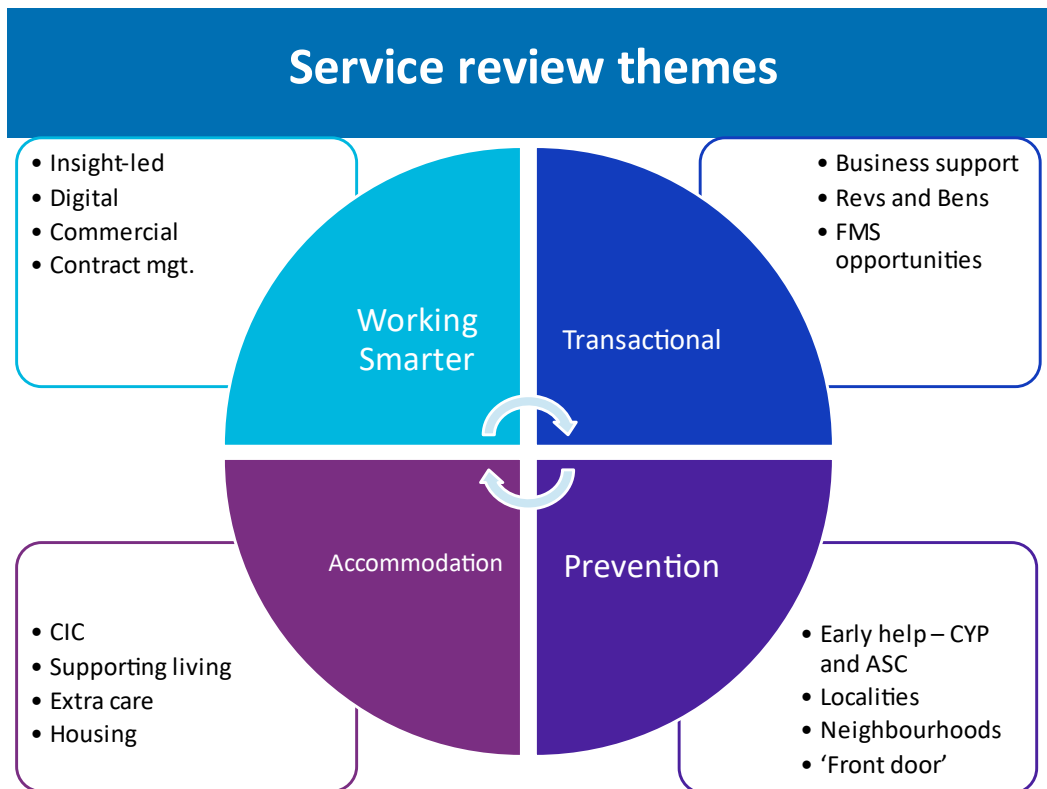 Service review themes
• Insight-led
• Digital
• Commercial
• Contract mgt.
Working
Smarter
• Business support
• Revs and Bens
• FMS
opportunities
Transactional
Accommodation
• CIC
• Supporting living
• Extra care
• Housing
Prevention
• Early help – CYP
and ASC
• Localities
• Neighbourhoods
• ‘Front door’